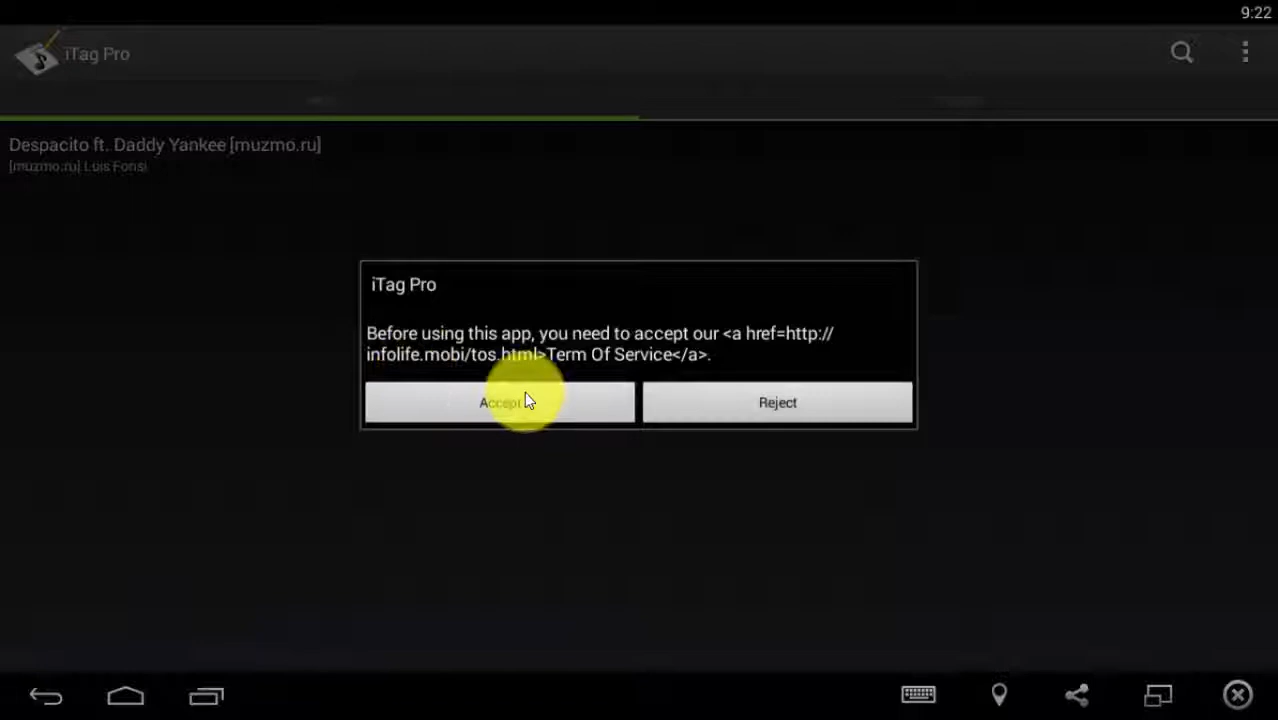 9:22
iTag Pro
Despacito ft. Daddy Yankee [muzmo.ru]
[muzmo.ru] Luis Fonsi
iTag Pro
Before using this app, you need to accept our <a href=http://
infolife.mobi/tos.html>Term Of Service</a>.
Accept
Reject